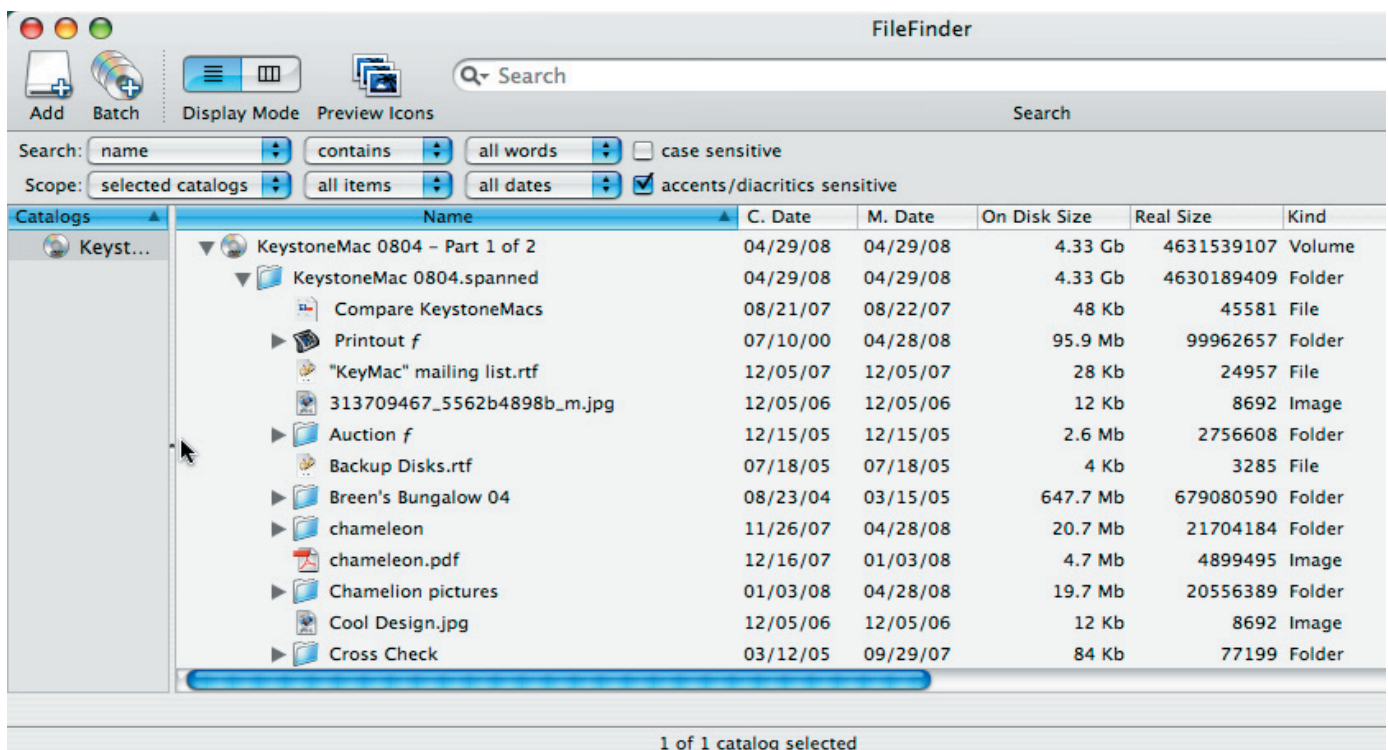 FileFinder
Search
Add Batch Display Mode Preview Icons Search
Search: name contains all words case sensitive
Scope: selected catalogs all items all dates accents/diacritics sensitive
Catalogs Name C. Date M. Date On Disk Size Real Size Kind
Keyst... KeystoneMac 0804 – Part 1 of 2 04/29/08 04/29/08 4.33 Gb 4631539107 Volume
KeystoneMac 0804.spanned 04/29/08 04/29/08 4.33 Gb 4630189409 Folder
Compare KeystoneMacs 08/21/07 08/22/07 48 Kb 45581 File
Printout ƒ 07/10/00 04/28/08 95.9 Mb 99962657 Folder
"KeyMac" mailing list.rtf 12/05/07 12/05/07 28 Kb 24957 File
313709467_5562b4898b_m.jpg 12/05/06 12/05/06 12 Kb 8692 Image
Auction ƒ 12/15/05 12/15/05 2.6 Mb 2756608 Folder
Backup Disks.rtf 07/18/05 07/18/05 4 Kb 3285 File
Breen's Bungalow 04 08/23/04 03/15/05 647.7 Mb 679080590 Folder
chameleon 11/26/07 04/28/08 20.7 Mb 21704184 Folder
chameleon.pdf 12/16/07 01/03/08 4.7 Mb 4899495 Image
Chamelion pictures 01/03/08 04/28/08 19.7 Mb 20556389 Folder
Cool Design.jpg 12/05/06 12/05/06 12 Kb 8692 Image
Cross Check 03/12/05 09/29/07 84 Kb 77199 Folder
1 of 1 catalog selected